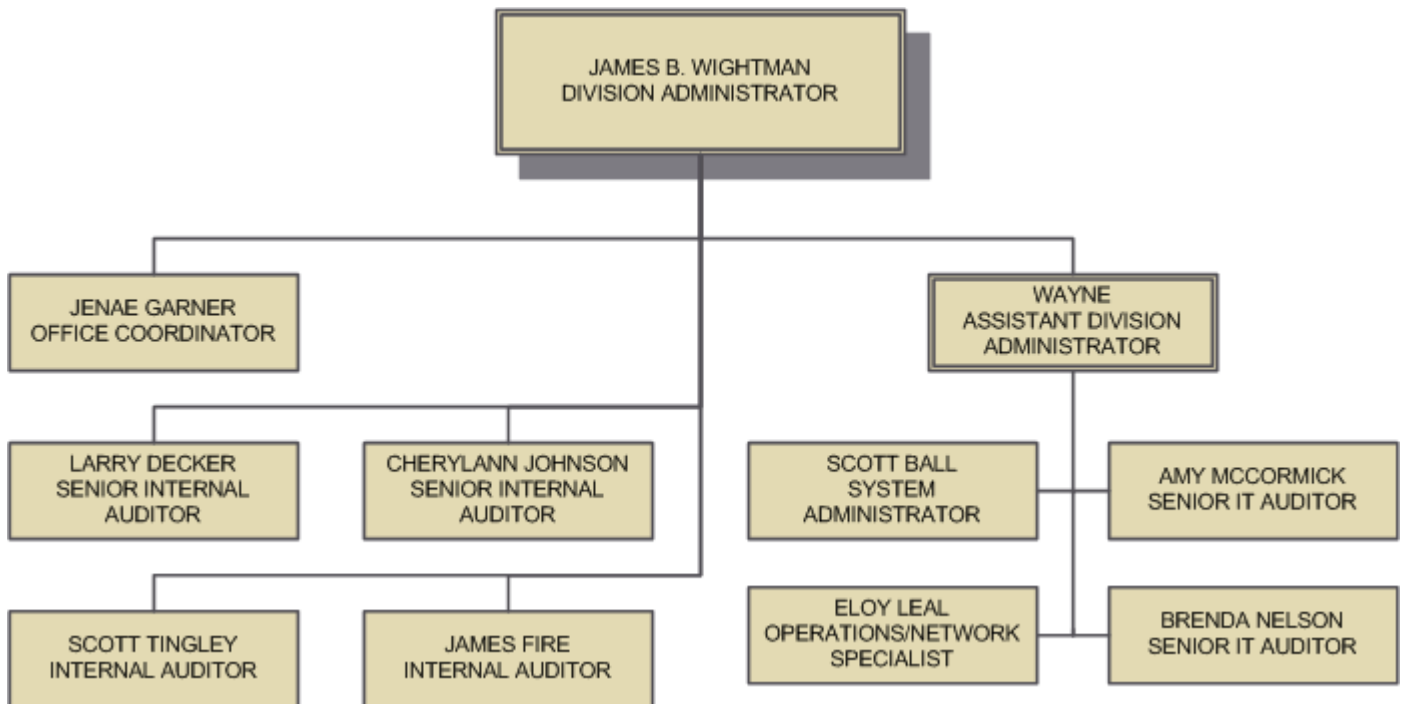 JAMES B. WIGHTMAN
DIVISION ADMINISTRATOR
JENAE GARNER
OFFICE COORDINATOR
WAYNE
ASSISTANT DIVISION
ADMINISTRATOR
LARRY DECKER
SENIOR INTERNAL
AUDITOR
CHERYLANN JOHNSON
SENIOR INTERNAL
AUDITOR
SCOTT BALL
SYSTEM
ADMINISTRATOR
AMY MCCORMICK
SENIOR IT AUDITOR
SCOTT TINGLEY
INTERNAL AUDITOR
JAMES FIRE
INTERNAL AUDITOR
ELOY LEAL
OPERATIONS/NETWORK
SPECIALIST
BRENDA NELSON
SENIOR IT AUDITOR